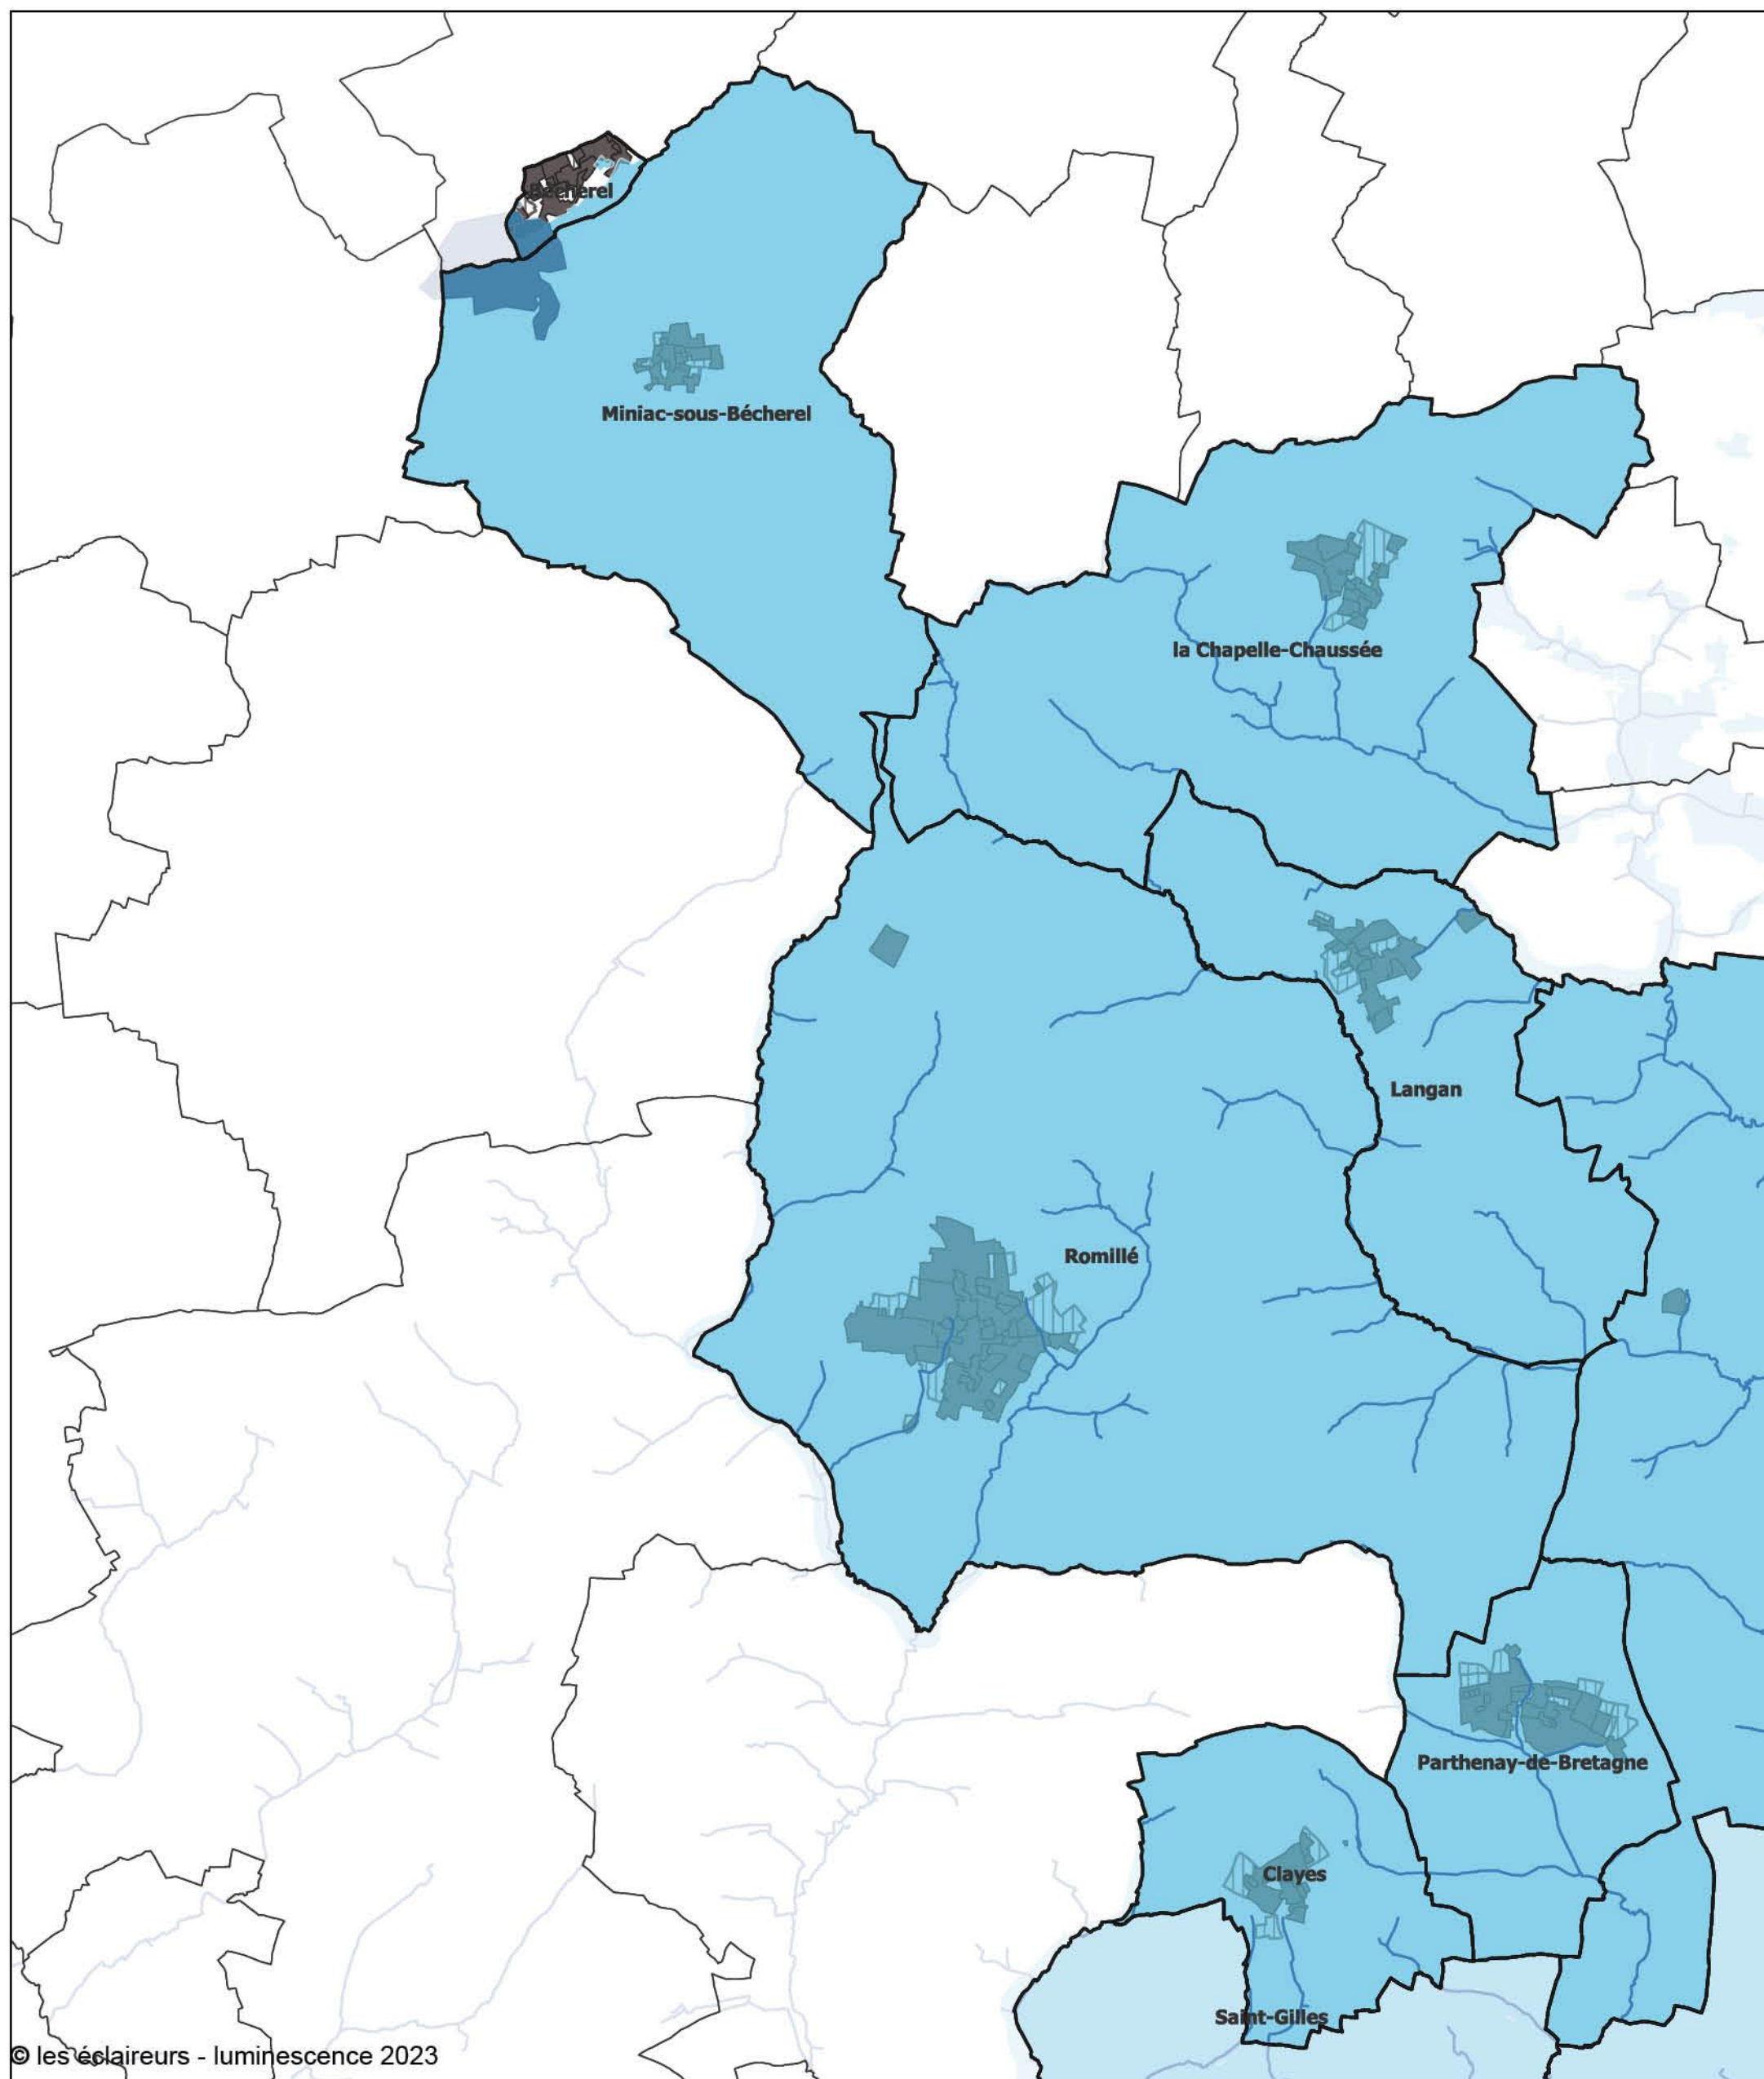 Bécherel
Miniac-sous-Bécherel
la Chapelle-Chaussée
Langan
Romillé
Parthenay-de-Bretagne
Clayes
Saint-Gilles
© les éclaireurs - luminescence 2023